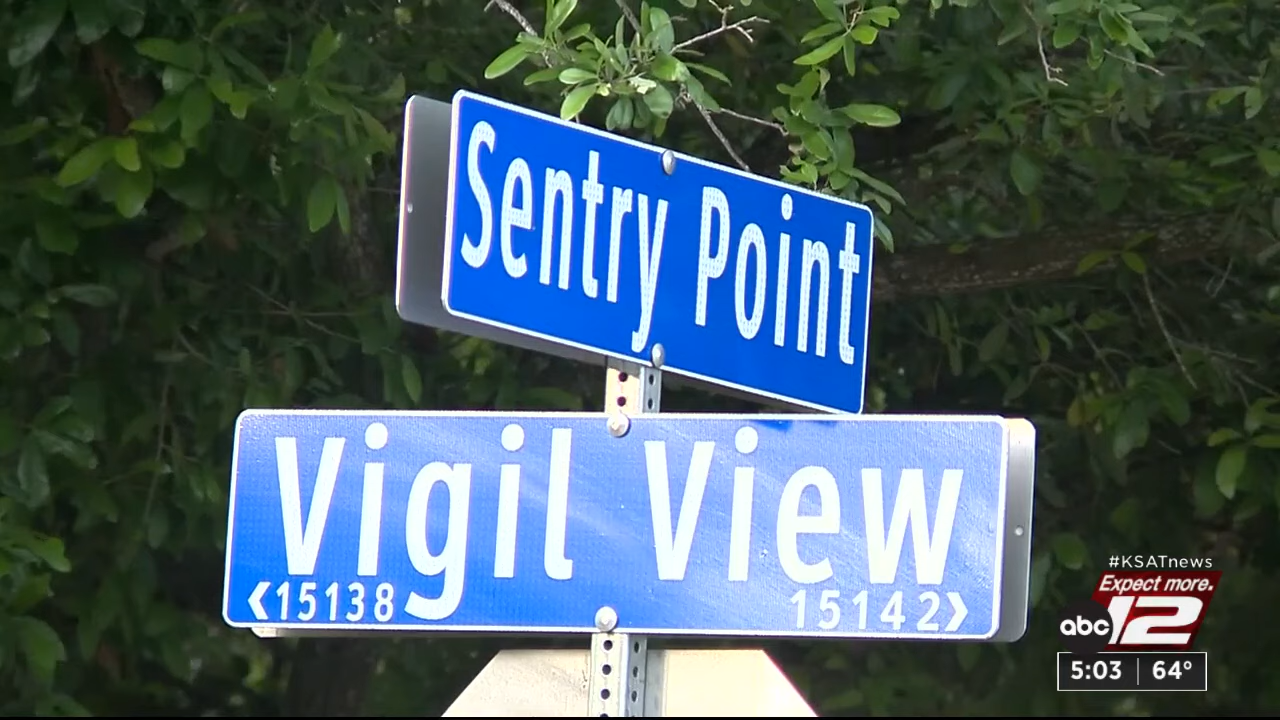 Sentry Point
Vigil View
<15138 15142>
#KSATnews
Expect more.
abc 12
5:03 64°